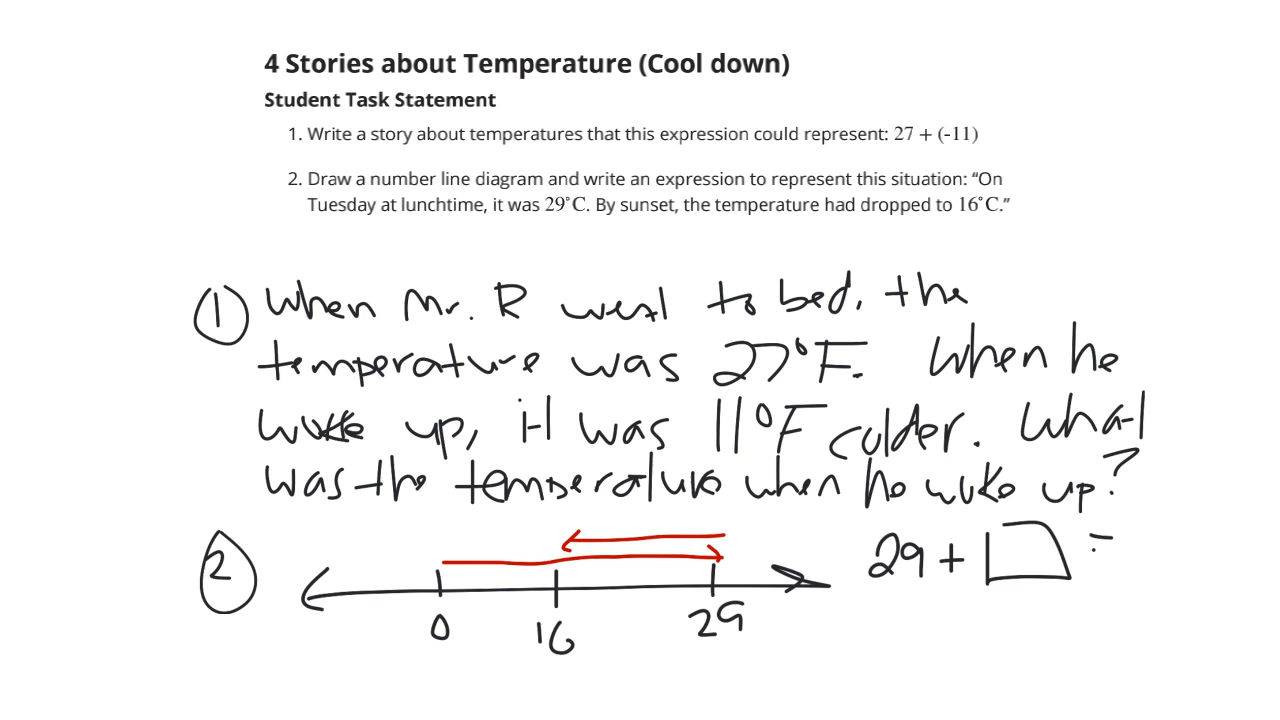 4 Stories about Temperature (Cool down)
Student Task Statement
1. Write a story about temperatures that this expression could represent: 27 + (-11)
2. Draw a number line diagram and write an expression to represent this situation: “On
Tuesday at lunchtime, it was 29°C. By sunset, the temperature had dropped to 16°C.”
① When Mr. R went to bed, the
temperature was 27°F. When he
woke up, it was 11°F colder. What
was the temperature when he woke up?
② 29 + □ =
0 16 29